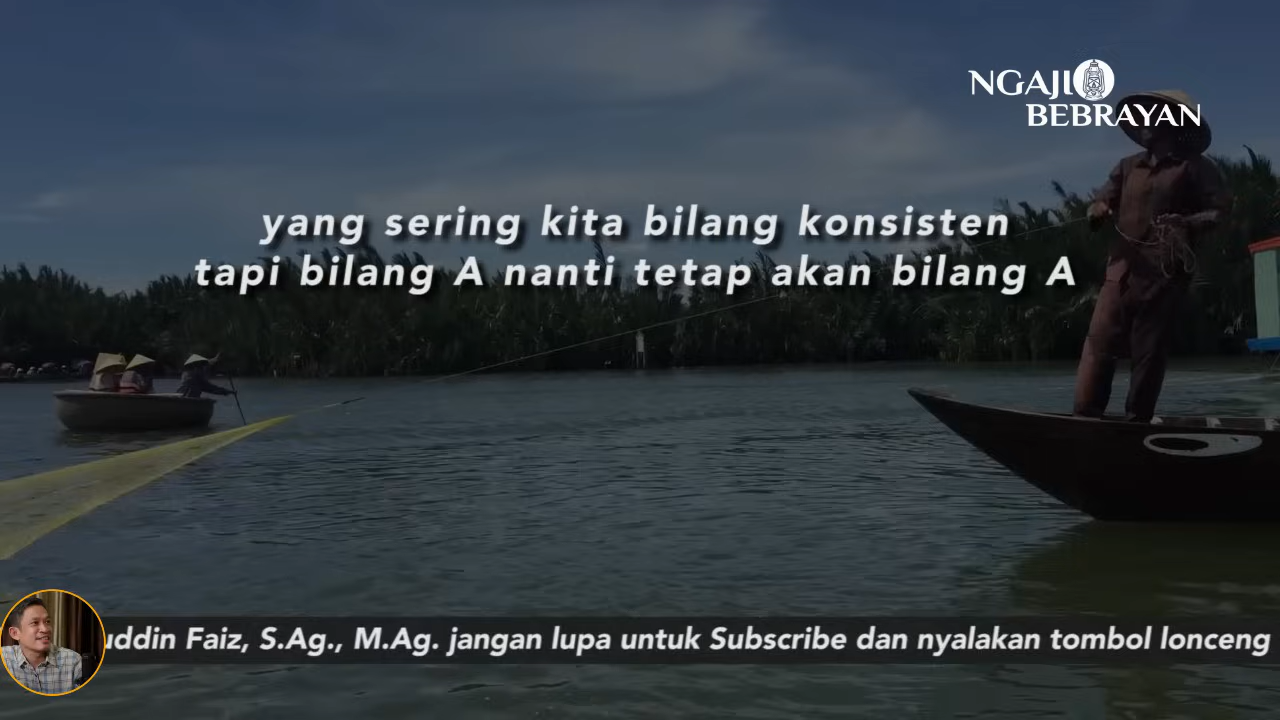 NGAJI
BEBRAYAN
yang sering kita bilang konsisten
tapi bilang A nanti tetap akan bilang A
uddin Faiz, S.Ag., M.Ag. jangan lupa untuk Subscribe dan nyalakan tombol lonceng